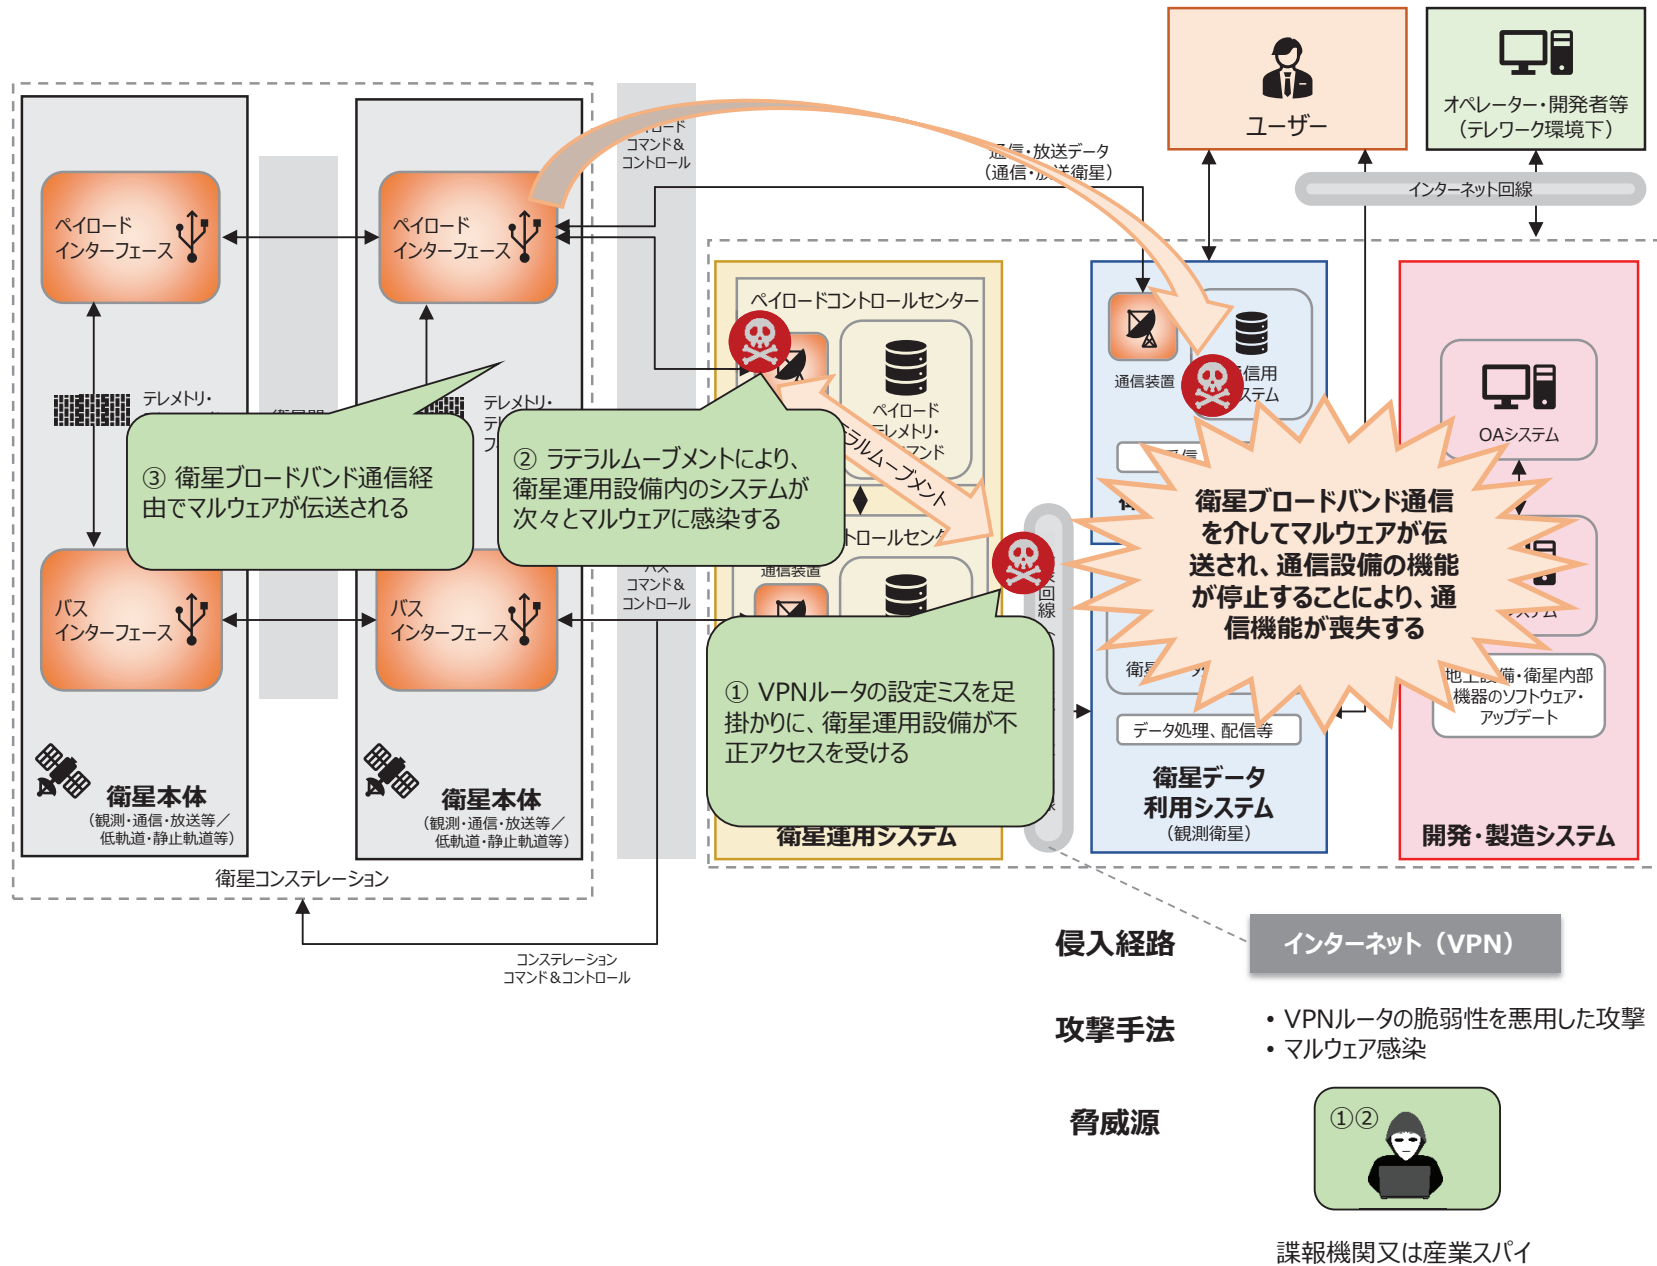 ユーザー
オペレーター・開発者等
（テレワーク環境下）
インターネット回線
コマンド＆
コントロール
通信・放送データ
（通信・放送衛星）
ペイロード
インターフェース
ペイロード
インターフェース
テレメトリ・
テレメトリ・
バス
インターフェース
バス
インターフェース
コマンド＆
コントロール
衛星本体
（観測・通信・放送等／
低軌道・静止軌道等）
衛星本体
（観測・通信・放送等／
低軌道・静止軌道等）
衛星コンステレーション
コンステレーション
コマンド＆コントロール
③ 衛星ブロードバンド通信経
由でマルウェアが伝送される
② ラテラルムーブメントにより、
衛星運用設備内のシステムが
次々とマルウェアに感染する
① VPNルータの設定ミスを足
掛かりに、衛星運用設備が不
正アクセスを受ける
ペイロードコントロールセンター
ペイロード
ラルムーブメント
通信装置
衛星運用システム
通信装置
衛星ブロードバンド通信
を介してマルウェアが伝
送され、通信設備の機能
が停止することにより、通
信機能が喪失する
データ処理、配信等
衛星データ
利用システム
（観測衛星）
OAシステム
機器のソフトウェア・
アップデート
開発・製造システム
侵入経路
インターネット（VPN）
攻撃手法
・VPNルータの脆弱性を悪用した攻撃
・マルウェア感染
脅威源
①②
諜報機関又は産業スパイ